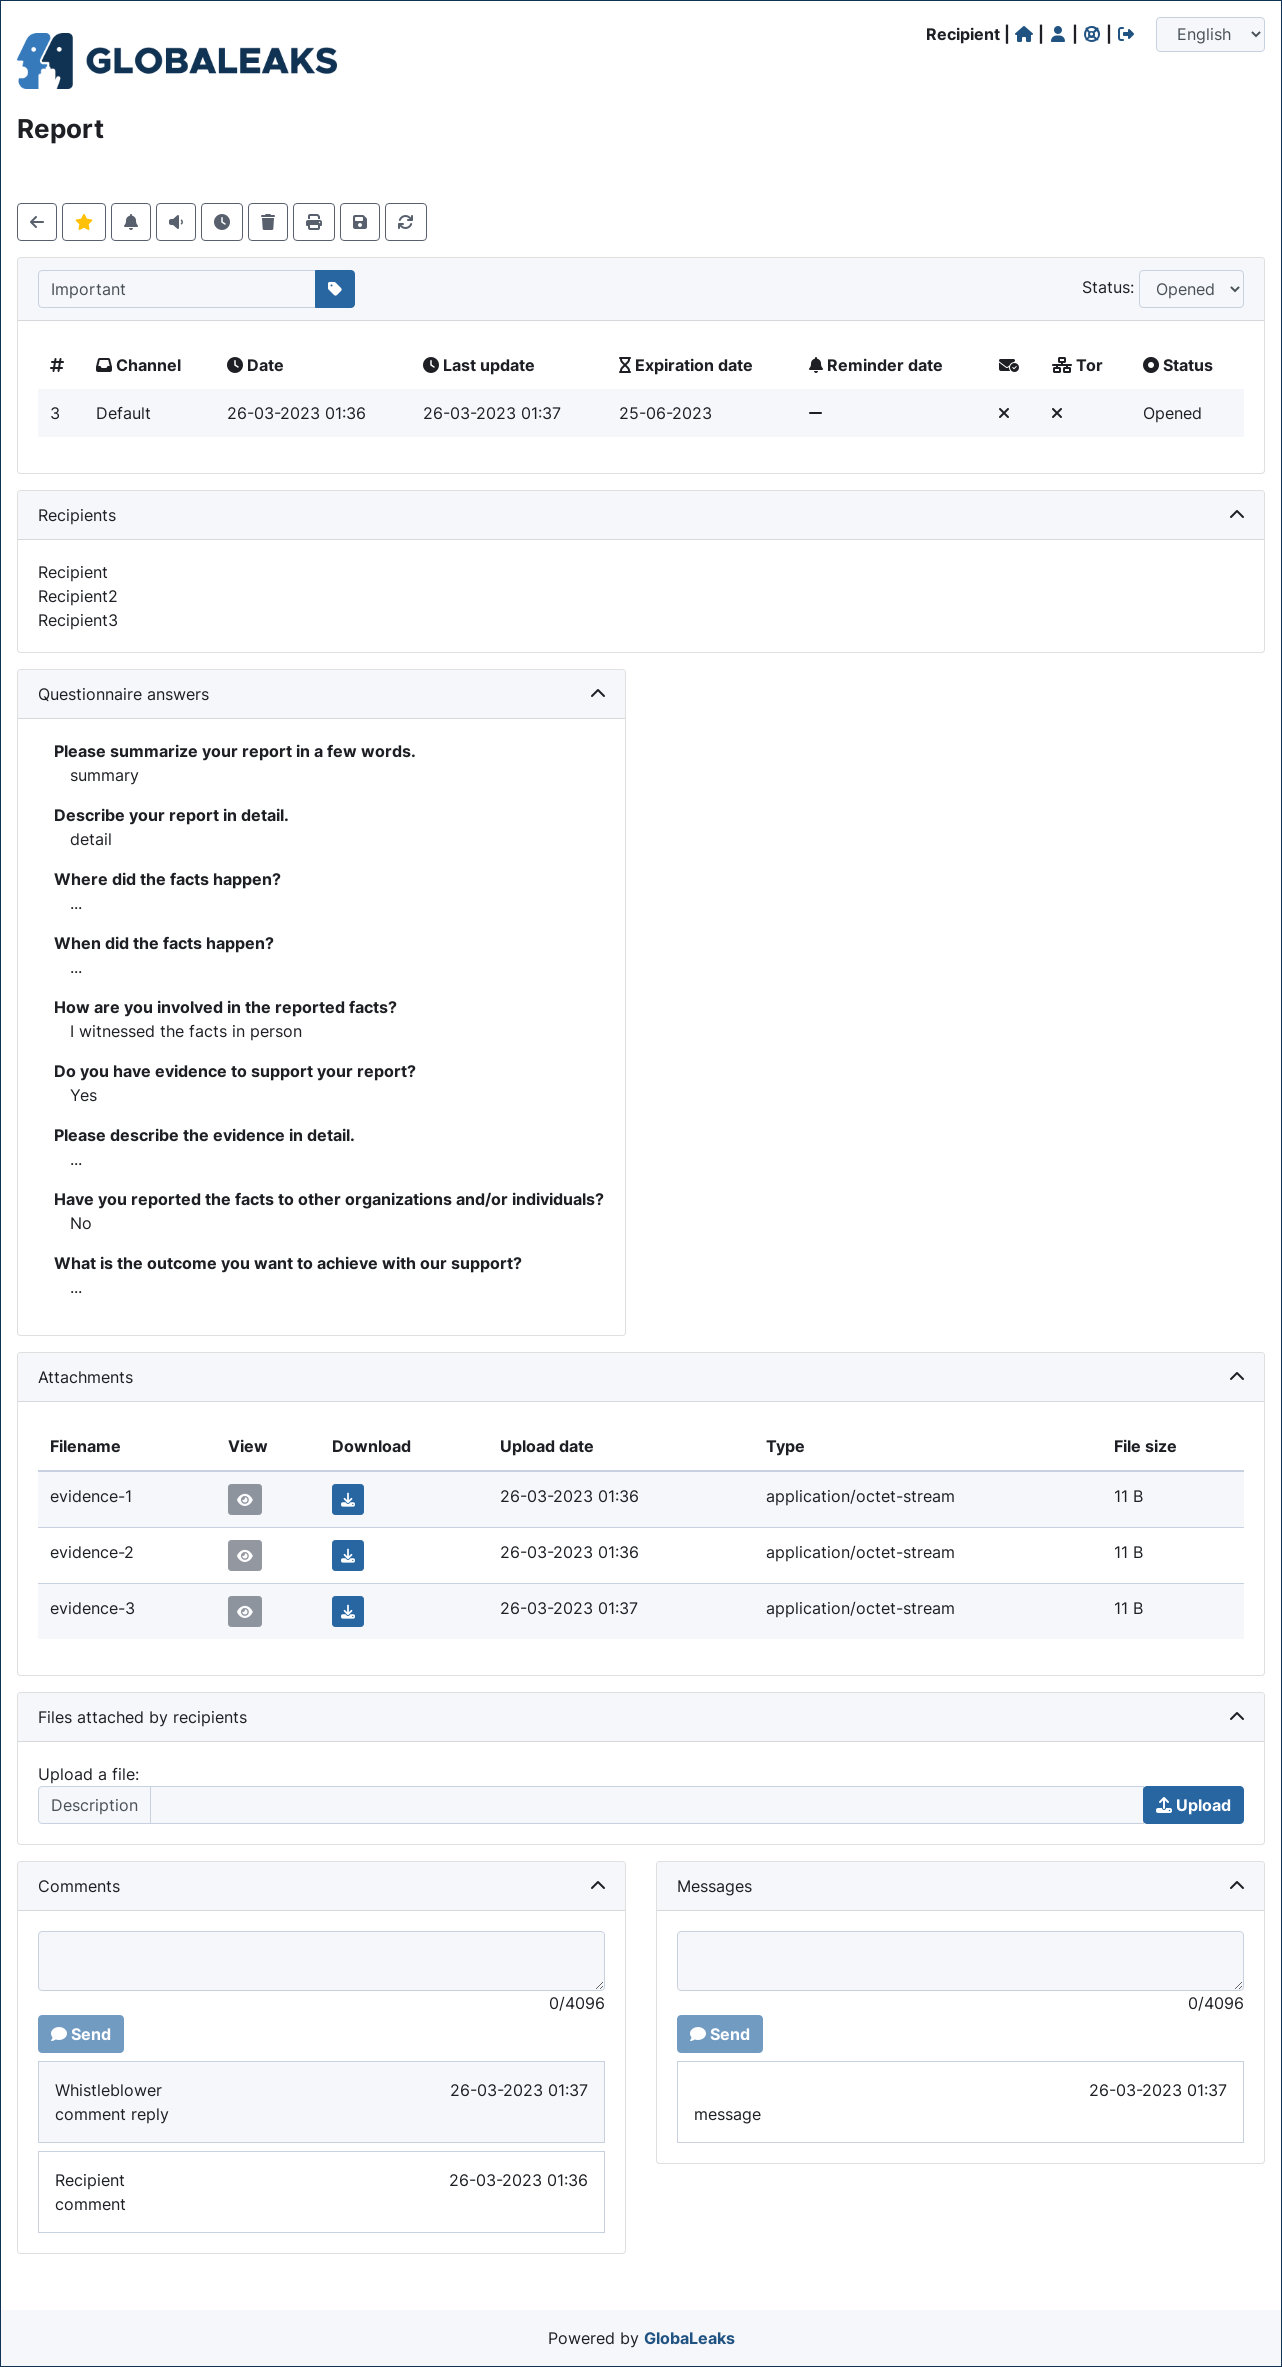 GLOBALEAKS
Recipient | | | |
English
Report
Important
Status: Opened
# Channel Date Last update Expiration date Reminder date Tor Status
3 Default 26-03-2023 01:36 26-03-2023 01:37 25-06-2023 Opened
Recipients
Recipient
Recipient2
Recipient3
Questionnaire answers
Please summarize your report in a few words.
summary
Describe your report in detail.
detail
Where did the facts happen?
...
When did the facts happen?
...
How are you involved in the reported facts?
I witnessed the facts in person
Do you have evidence to support your report?
Yes
Please describe the evidence in detail.
...
Have you reported the facts to other organizations and/or individuals?
No
What is the outcome you want to achieve with our support?
...
Attachments
Filename View Download Upload date Type File size
evidence-1 26-03-2023 01:36 application/octet-stream 11 B
evidence-2 26-03-2023 01:36 application/octet-stream 11 B
evidence-3 26-03-2023 01:37 application/octet-stream 11 B
Files attached by recipients
Upload a file:
Description Upload
Comments
0/4096
Send
Whistleblower 26-03-2023 01:37
comment reply
Recipient 26-03-2023 01:36
comment
Messages
0/4096
Send
26-03-2023 01:37
message
Powered by GlobaLeaks